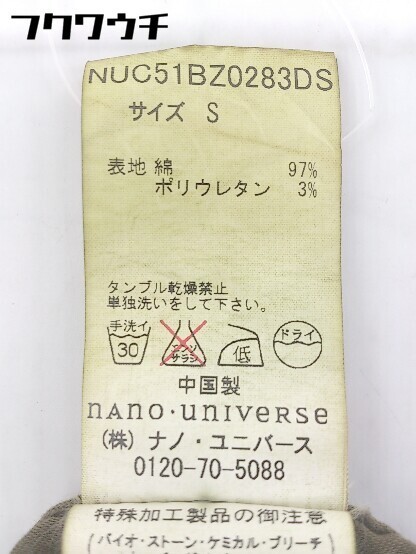 フクワウチ
NUC51BZ0283DS
サイズ S
表地 綿 97%
ポリウレタン 3%
タンブル乾燥禁止
単独洗いをして下さい。
手洗イ 30 エンソサラシ 低 ドライ
中国製
nano・universe
(株) ナノ・ユニバース
0120-70-5088
特殊加工製品の御注意
(バイオ・ストーン・ケミカル・ブリーチ